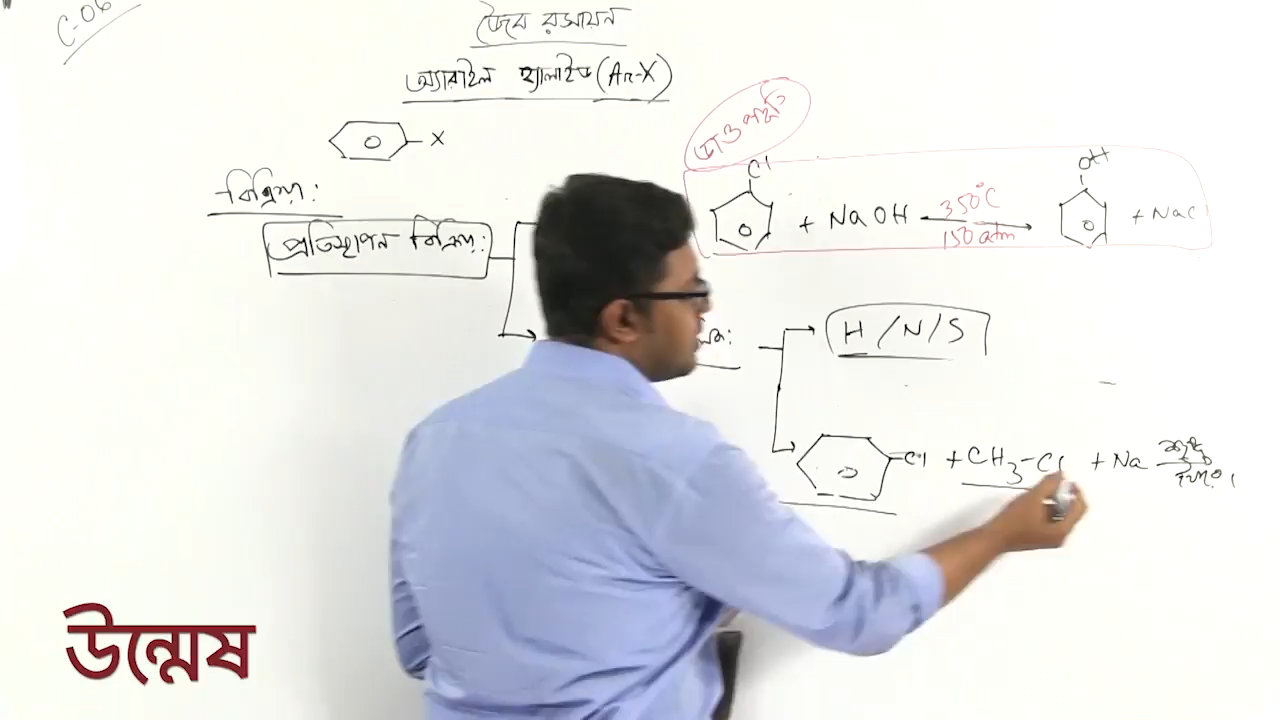 C-06
জৈব রসায়ন
অ্যারাইল হ্যালাইড (Ar-X)
X
বিক্রিয়া:
প্রতিস্থাপন বিক্রিয়া:
ডাও পদ্ধতি
Cl
+ NaOH
350°C
150 atm
OH
+ NaCl
H / N / S
Cl + CH3-Cl + Na
শুষ্ক
ইথার
উন্মেষ